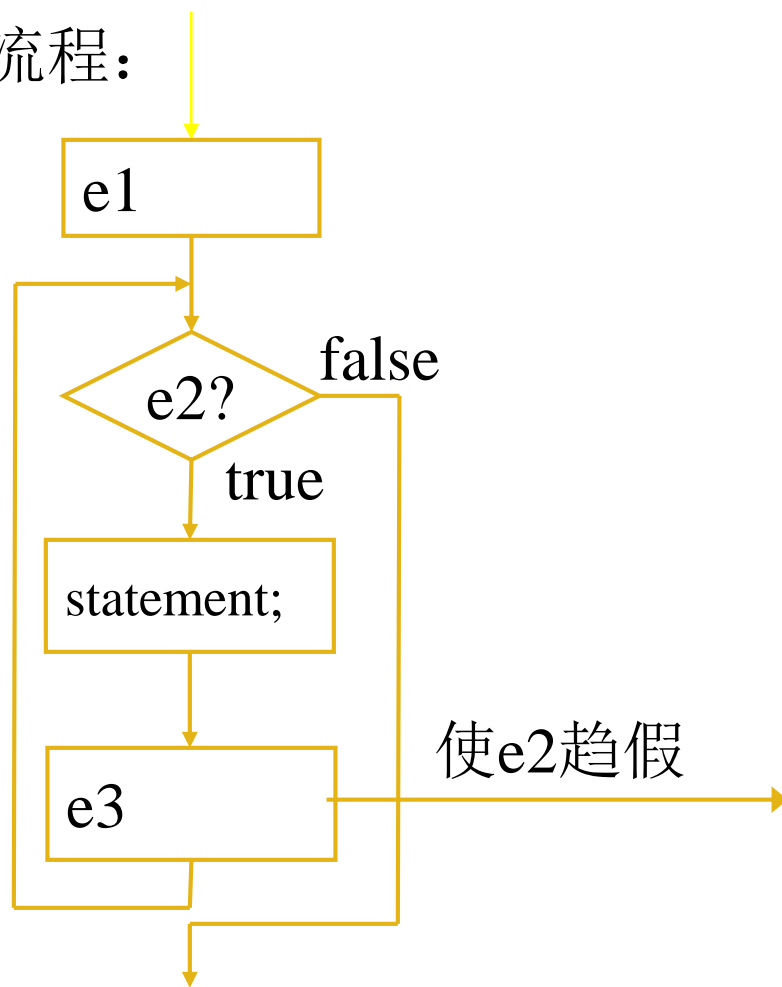 流程：
e1
false
e2?
true
statement;
使e2趋假
e3